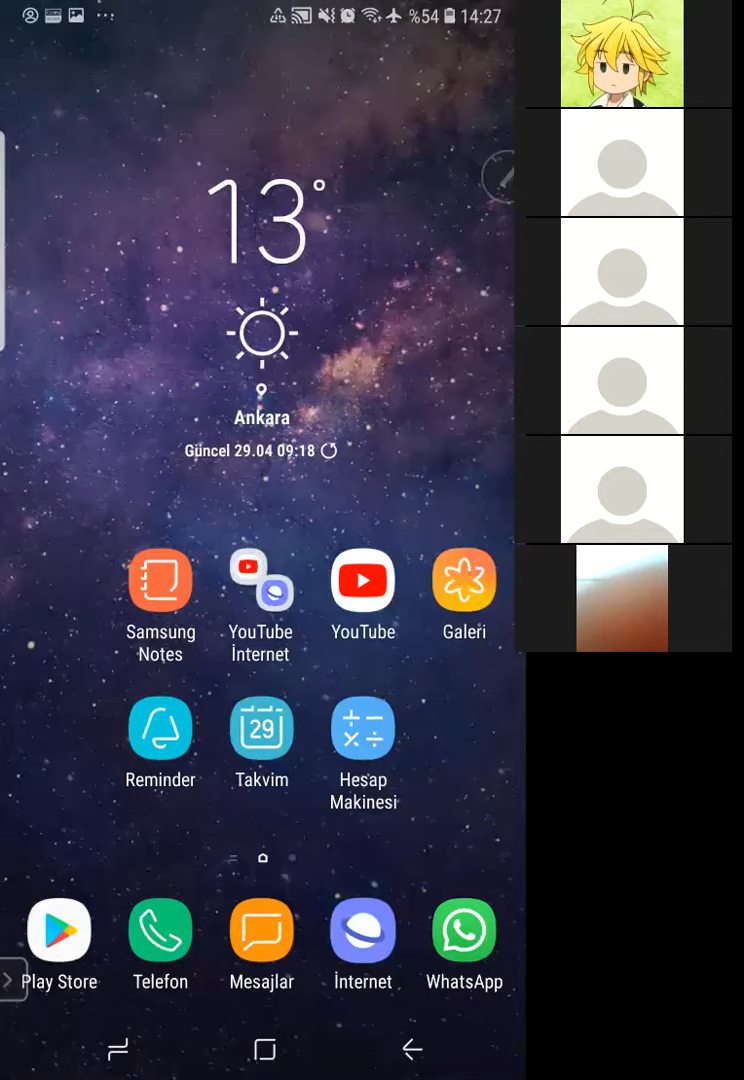 %54 14:27
13°
Ankara
Güncel 29.04 09:18
Samsung Notes
YouTube İnternet
YouTube
Galeri
Reminder
29
Takvim
Hesap Makinesi
Play Store
Telefon
Mesajlar
İnternet
WhatsApp